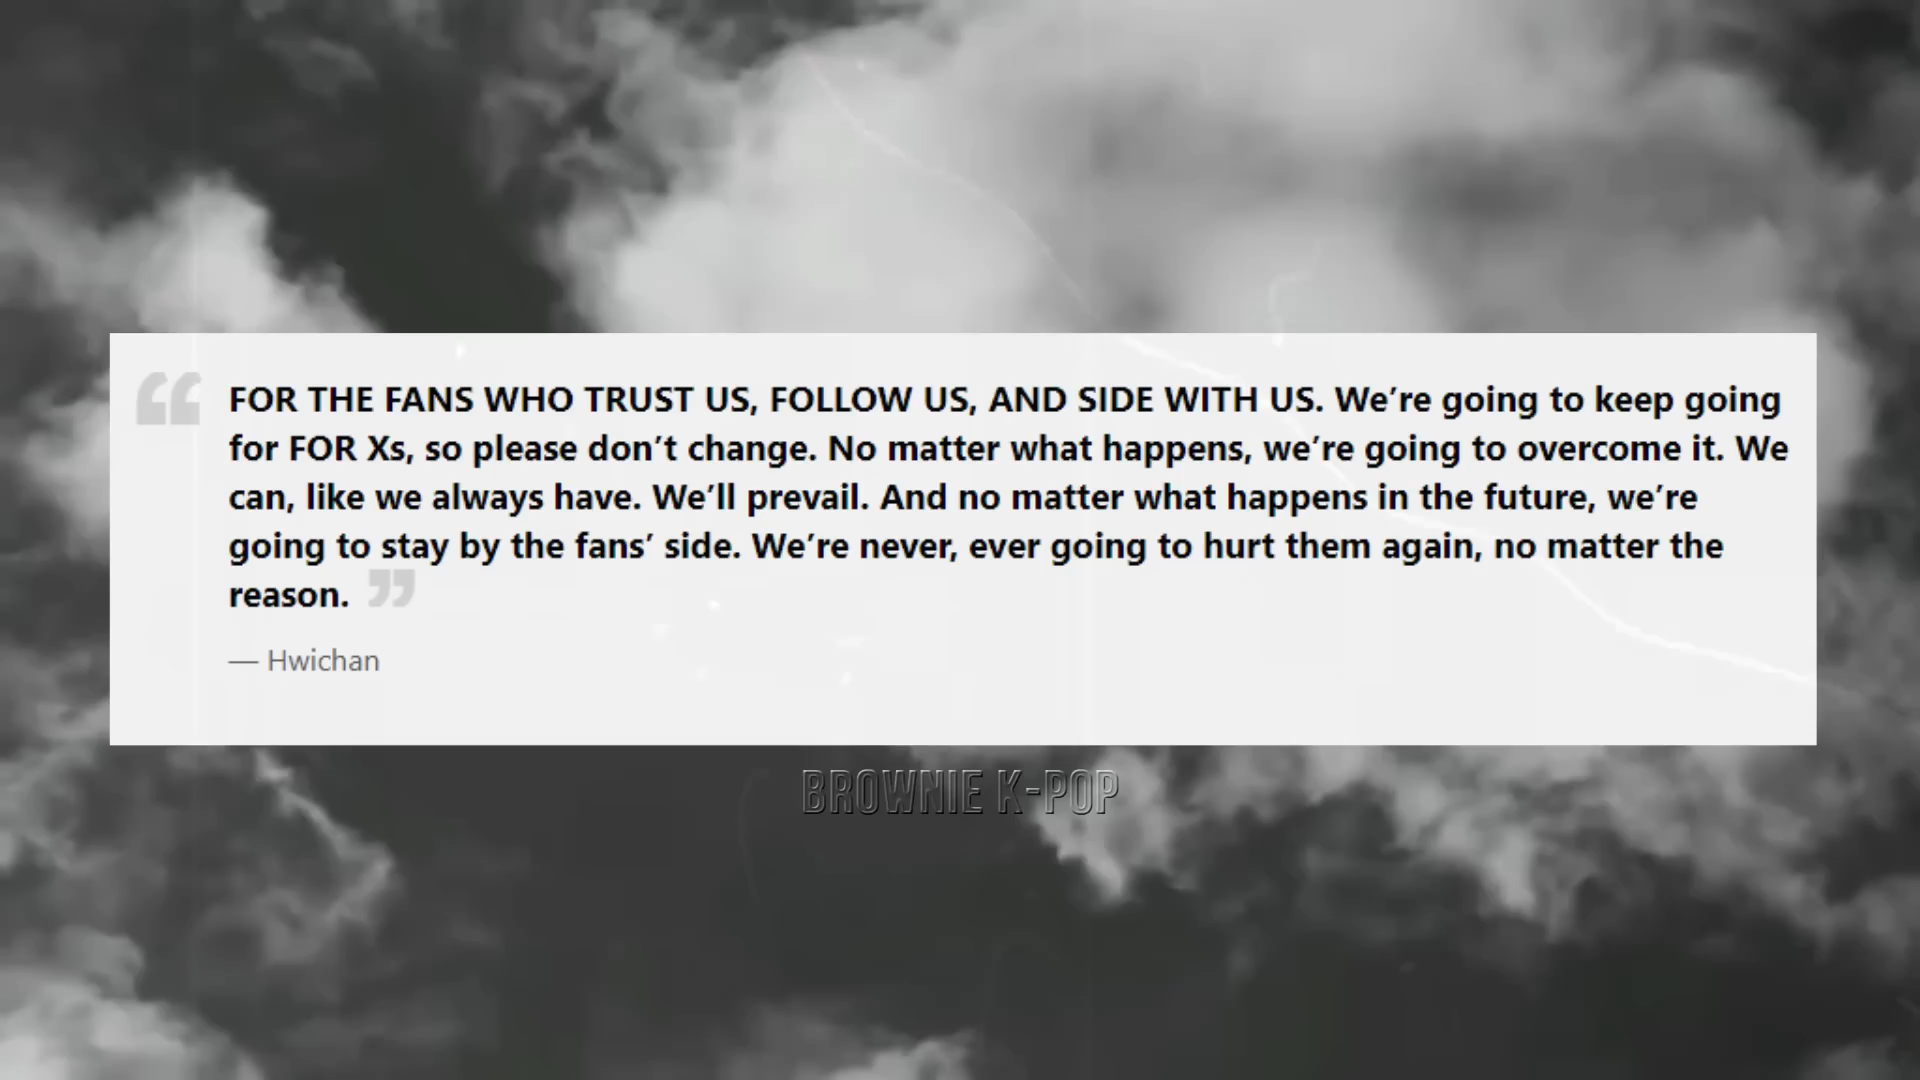 “
FOR THE FANS WHO TRUST US, FOLLOW US, AND SIDE WITH US. We’re going to keep going
for FOR Xs, so please don’t change. No matter what happens, we’re going to overcome it. We
can, like we always have. We’ll prevail. And no matter what happens in the future, we’re
going to stay by the fans’ side. We’re never, ever going to hurt them again, no matter the
reason. ”
— Hwichan
BROWNIE K-POP